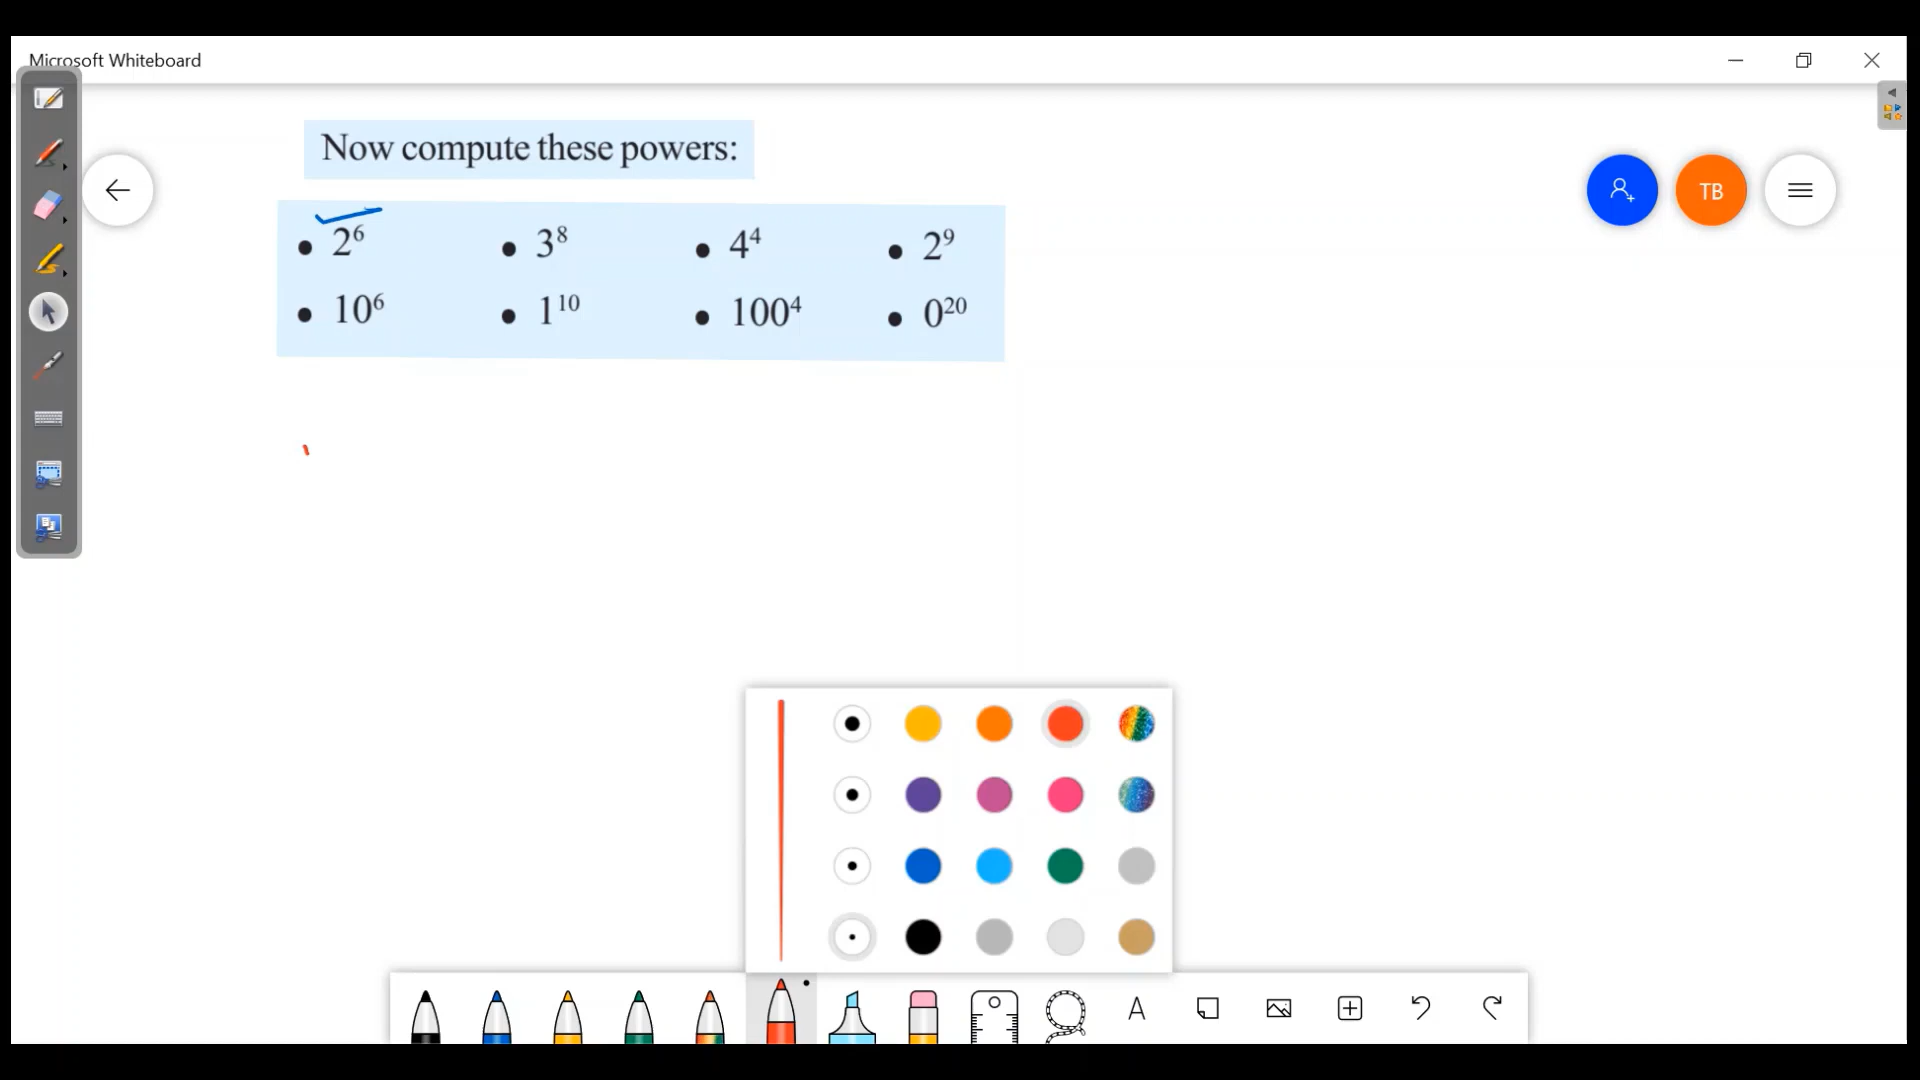 Microsoft Whiteboard
Now compute these powers:
• 2⁶ • 3⁸ • 4⁴ • 2⁹
• 10⁶ • 1¹⁰ • 100⁴ • 0²⁰
TB
A